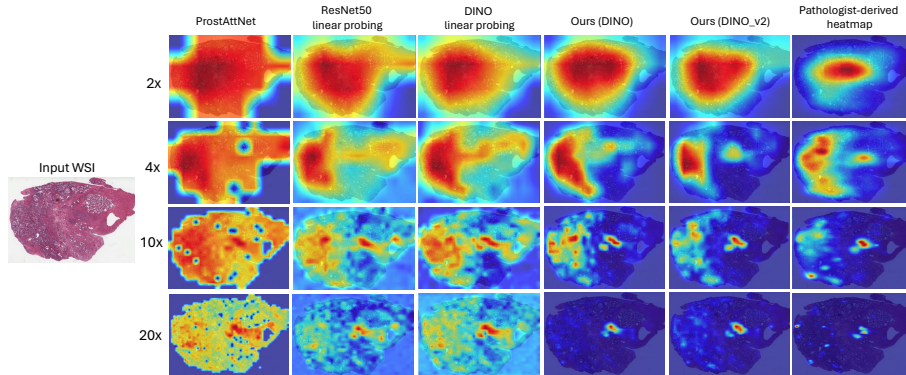 ProstAttNet
ResNet50
linear probing
DINO
linear probing
Ours (DINO)
Ours (DINO_v2)
Pathologist-derived
heatmap
2x
4x
Input WSI
10x
20x